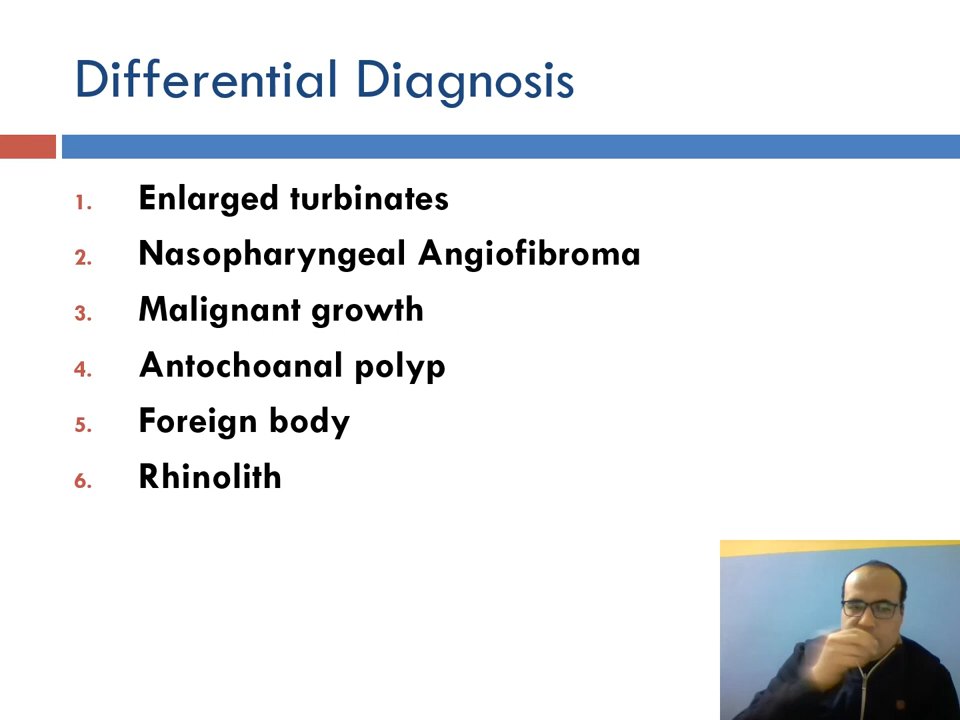 Differential Diagnosis
1. Enlarged turbinates
2. Nasopharyngeal Angiofibroma
3. Malignant growth
4. Antochoanal polyp
5. Foreign body
6. Rhinolith